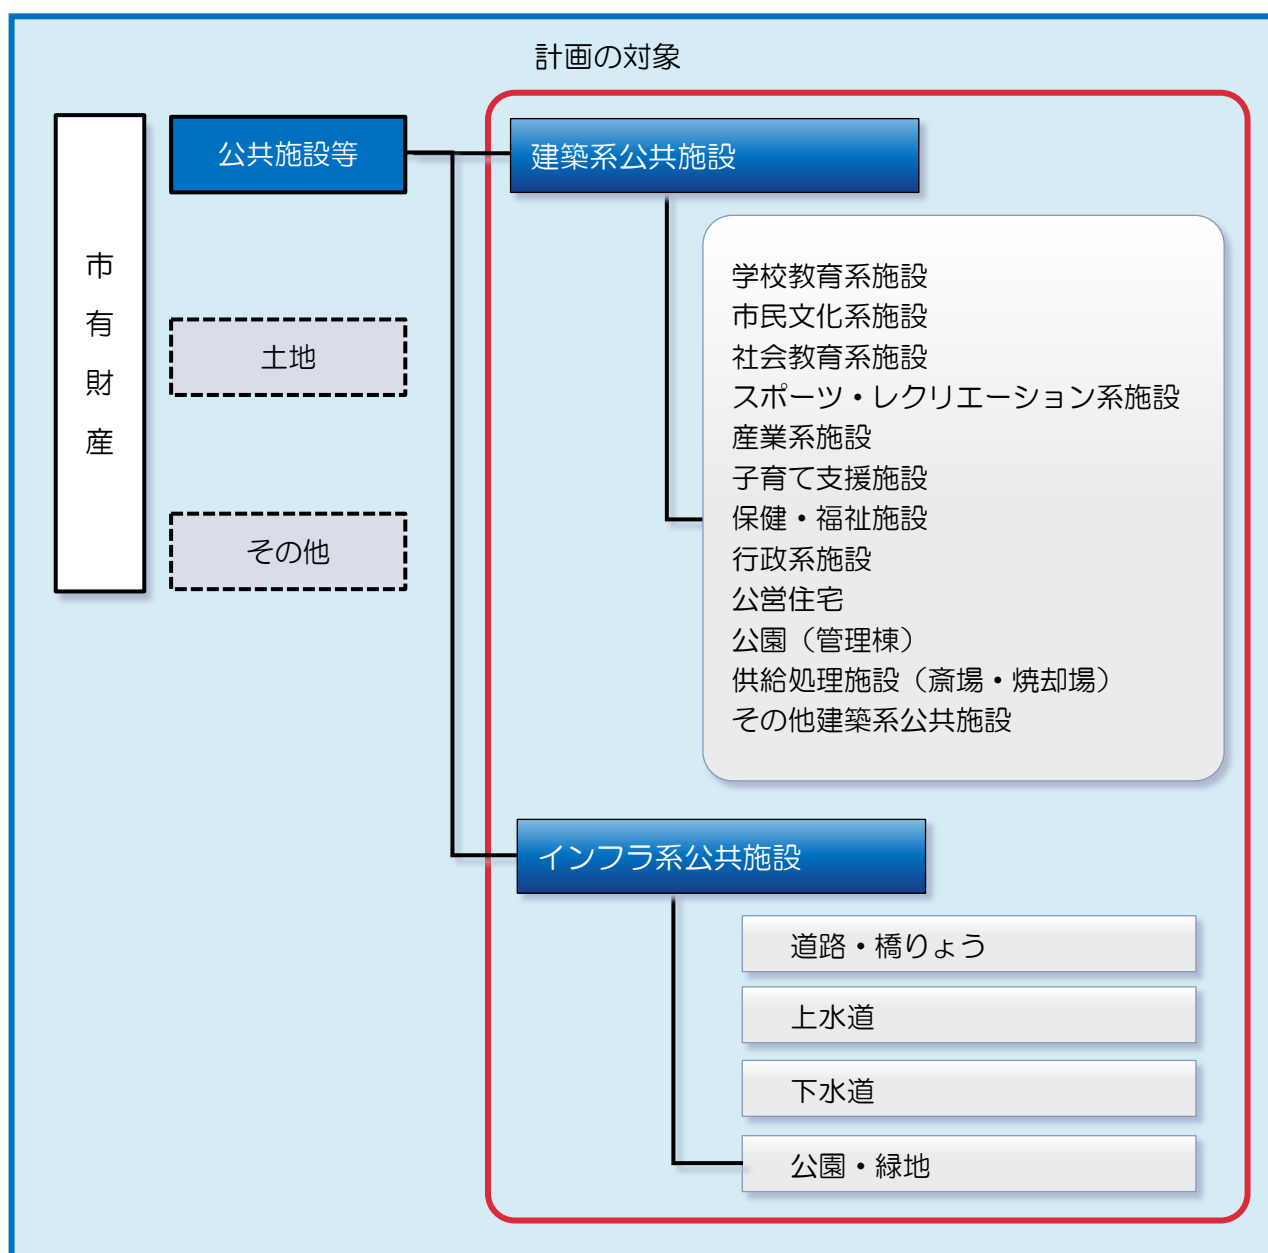 計画の対象
市有財産
公共施設等
土地
その他
建築系公共施設
学校教育系施設
市民文化系施設
社会教育系施設
スポーツ・レクリエーション系施設
産業系施設
子育て支援施設
保健・福祉施設
行政系施設
公営住宅
公園（管理棟）
供給処理施設（斎場・焼却場）
その他建築系公共施設
インフラ系公共施設
道路・橋りょう
上水道
下水道
公園・緑地